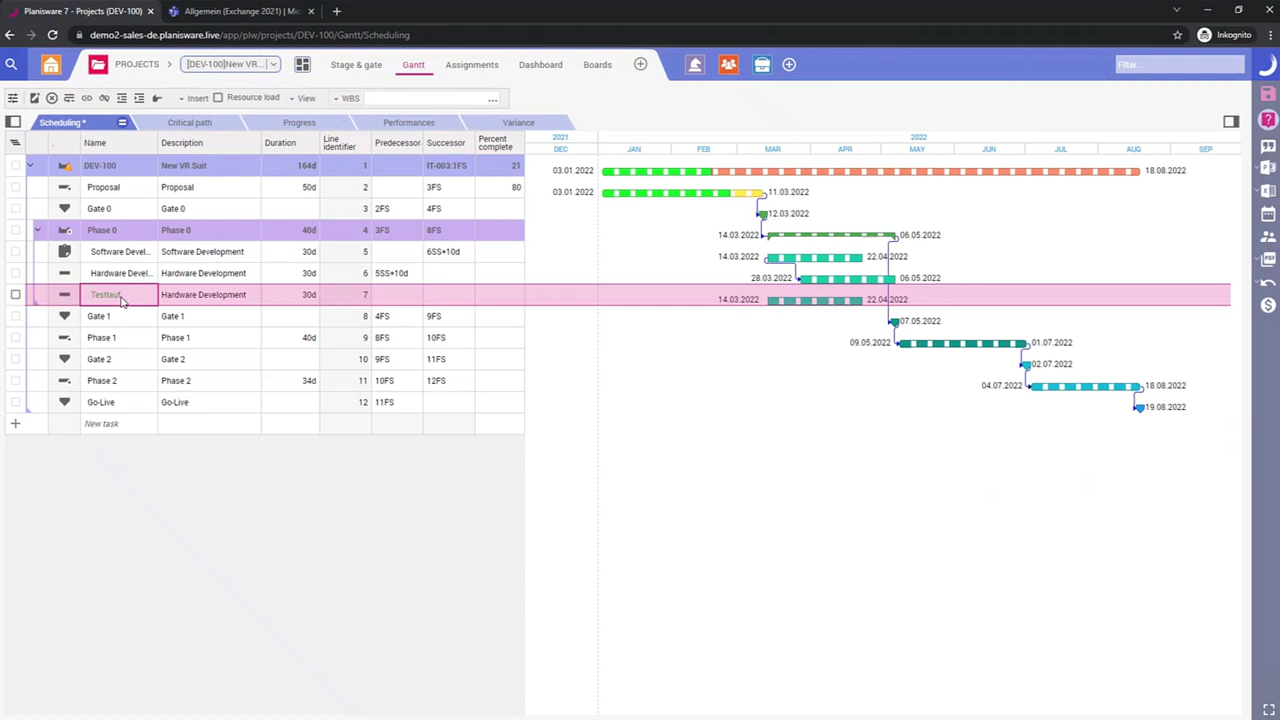 Planisware 7 - Projects (DEV-100)
Allgemein (Exchange 2021) | Mic
demo2-sales-de.planisware.live/app/plw/projects/DEV-100/Gantt/Scheduling
Inkognito
PROJECTS
[DEV-100]New VR...
Stage & gate
Gantt
Assignments
Dashboard
Boards
Filter...
Insert
Resource load
View
WBS
...
Scheduling *
Critical path
Progress
Performances
Variance
. Name Description Duration Line identifier Predecessor Successor Percent complete
2021 2022
DEC JAN FEB MAR APR MAY JUN JUL AUG SEP
DEV-100 New VR Suit 164d 1 IT-003:1FS 21 03.01.2022 18.08.2022
Proposal Proposal 50d 2 3FS 80 03.01.2022 11.03.2022
Gate 0 Gate 0 3 2FS 4FS 12.03.2022
Phase 0 Phase 0 40d 4 3FS 8FS 14.03.2022 06.05.2022
Software Devel... Software Development 30d 5 6SS+10d 14.03.2022 22.04.2022
Hardware Devel... Hardware Development 30d 6 5SS+10d 28.03.2022 06.05.2022
Testlauf Hardware Development 30d 7 14.03.2022 22.04.2022
Gate 1 Gate 1 8 4FS 9FS 07.05.2022
Phase 1 Phase 1 40d 9 8FS 10FS 09.05.2022 01.07.2022
Gate 2 Gate 2 10 9FS 11FS 02.07.2022
Phase 2 Phase 2 34d 11 10FS 12FS 04.07.2022 18.08.2022
Go-Live Go-Live 12 11FS 19.08.2022
New task